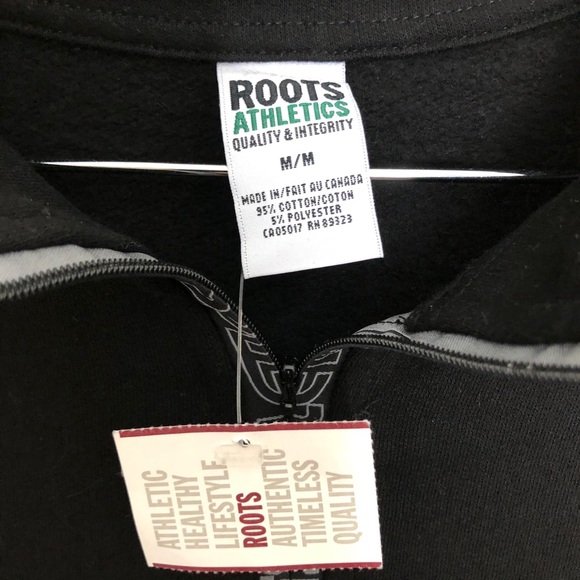 ROOTS
ATHLETICS
QUALITY & INTEGRITY
M/M
MADE IN/FAIT AU CANADA
95% COTTON/COTON
5% POLYESTER
CA05017 RN 89323
ATHLETIC
HEALTHY
LIFESTYLE
ROOTS
AUTHENTIC
TIMELESS
QUALITY